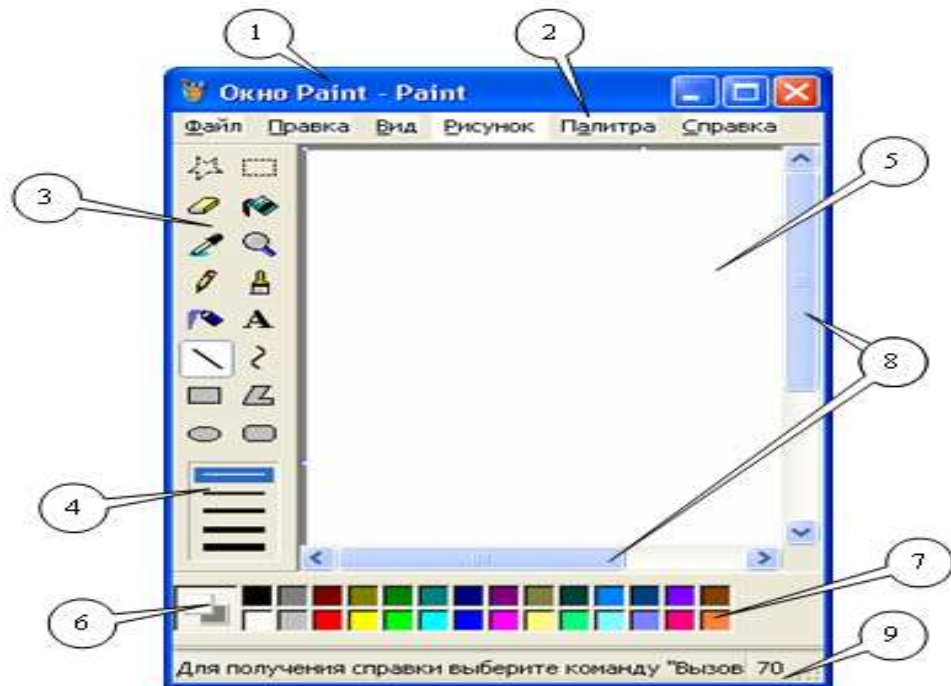 1
2
Окно Paint - Paint
Файл Правка Вид Рисунок Палитра Справка
5
3
A
8
4
7
6
Для получения справки выберите команду "Вызов 70
9